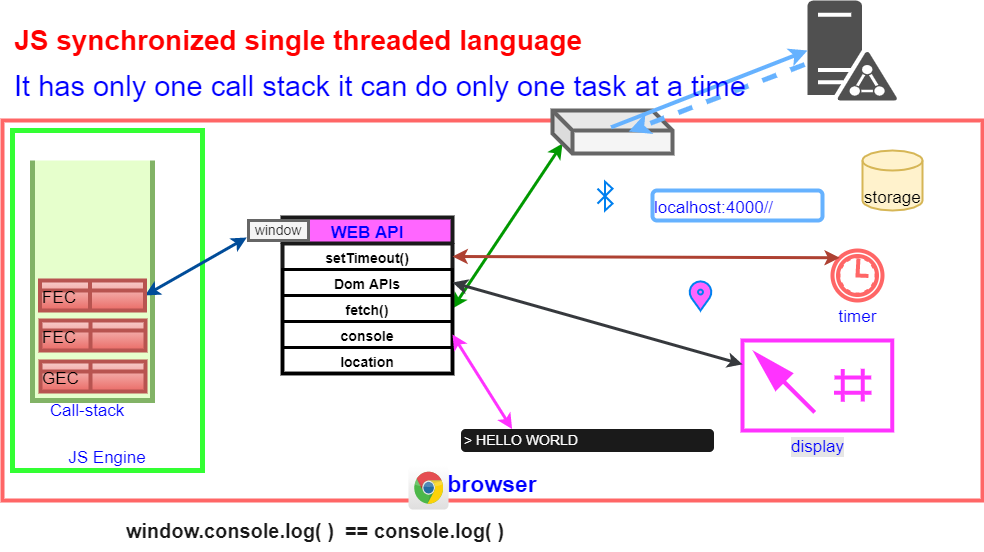 JS synchronized single threaded language
It has only one call stack it can do only one task at a time
storage
localhost:4000//
window
WEB API
setTimeout()
Dom APIs
fetch()
console
location
timer
FEC
FEC
GEC
Call-stack
JS Engine
> HELLO WORLD
display
browser
window.console.log( )  == console.log( )